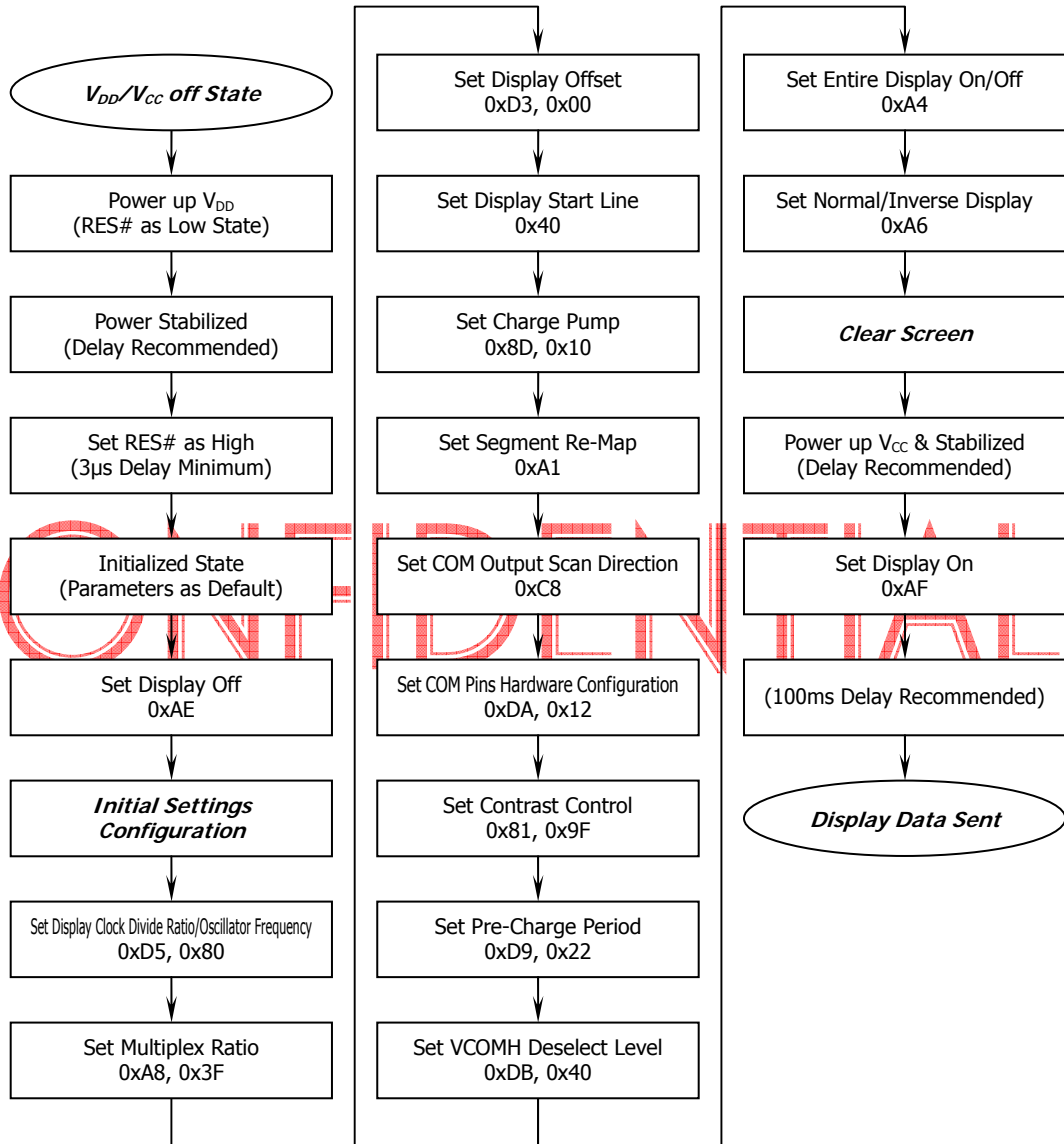 V_DD/V_CC off State
Power up V_DD
(RES# as Low State)
Power Stabilized
(Delay Recommended)
Set RES# as High
(3µs Delay Minimum)
Initialized State
(Parameters as Default)
Set Display Off
0xAE
Initial Settings
Configuration
Set Display Clock Divide Ratio/Oscillator Frequency
0xD5, 0x80
Set Multiplex Ratio
0xA8, 0x3F
Set Display Offset
0xD3, 0x00
Set Display Start Line
0x40
Set Charge Pump
0x8D, 0x10
Set Segment Re-Map
0xA1
Set COM Output Scan Direction
0xC8
Set COM Pins Hardware Configuration
0xDA, 0x12
Set Contrast Control
0x81, 0x9F
Set Pre-Charge Period
0xD9, 0x22
Set VCOMH Deselect Level
0xDB, 0x40
Set Entire Display On/Off
0xA4
Set Normal/Inverse Display
0xA6
Clear Screen
Power up V_CC & Stabilized
(Delay Recommended)
Set Display On
0xAF
(100ms Delay Recommended)
Display Data Sent
ONFIDENTIAL